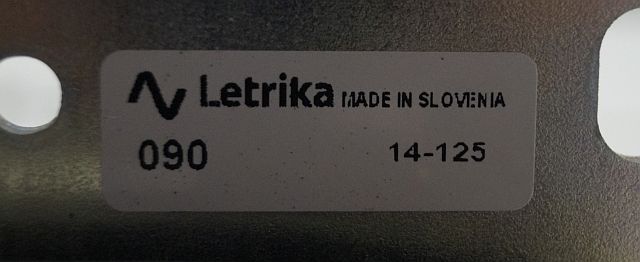 Letrika MADE IN SLOVENIA
090 14-125